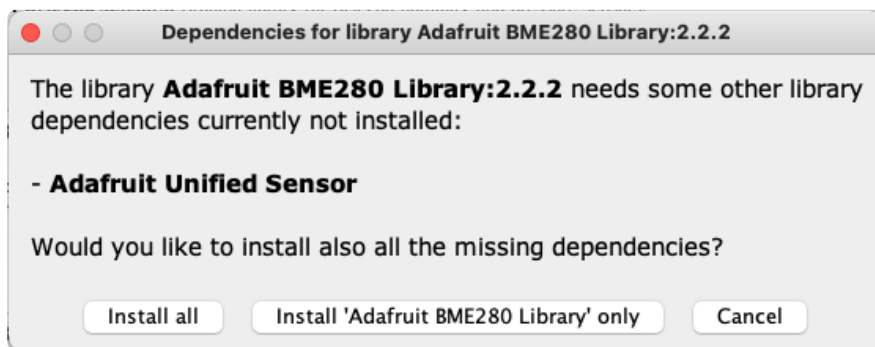 Dependencies for library Adafruit BME280 Library:2.2.2
The library Adafruit BME280 Library:2.2.2 needs some other library
dependencies currently not installed:
- Adafruit Unified Sensor
Would you like to install also all the missing dependencies?
Install all
Install 'Adafruit BME280 Library' only
Cancel